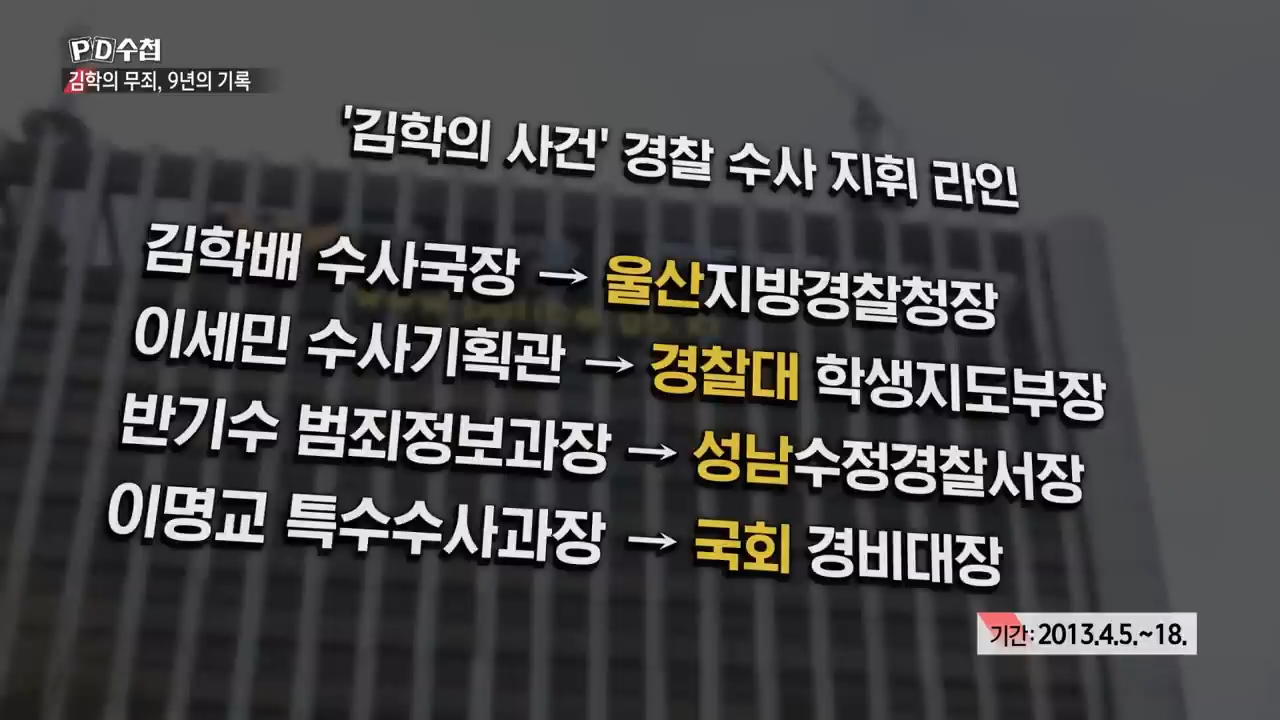 PD수첩
김학의 무죄, 9년의 기록
'김학의 사건' 경찰 수사 지휘 라인
김학배 수사국장 → 울산지방경찰청장
이세민 수사기획관 → 경찰대 학생지도부장
반기수 범죄정보과장 → 성남수정경찰서장
이명교 특수수사과장 → 국회 경비대장
기간: 2013.4.5.~18.